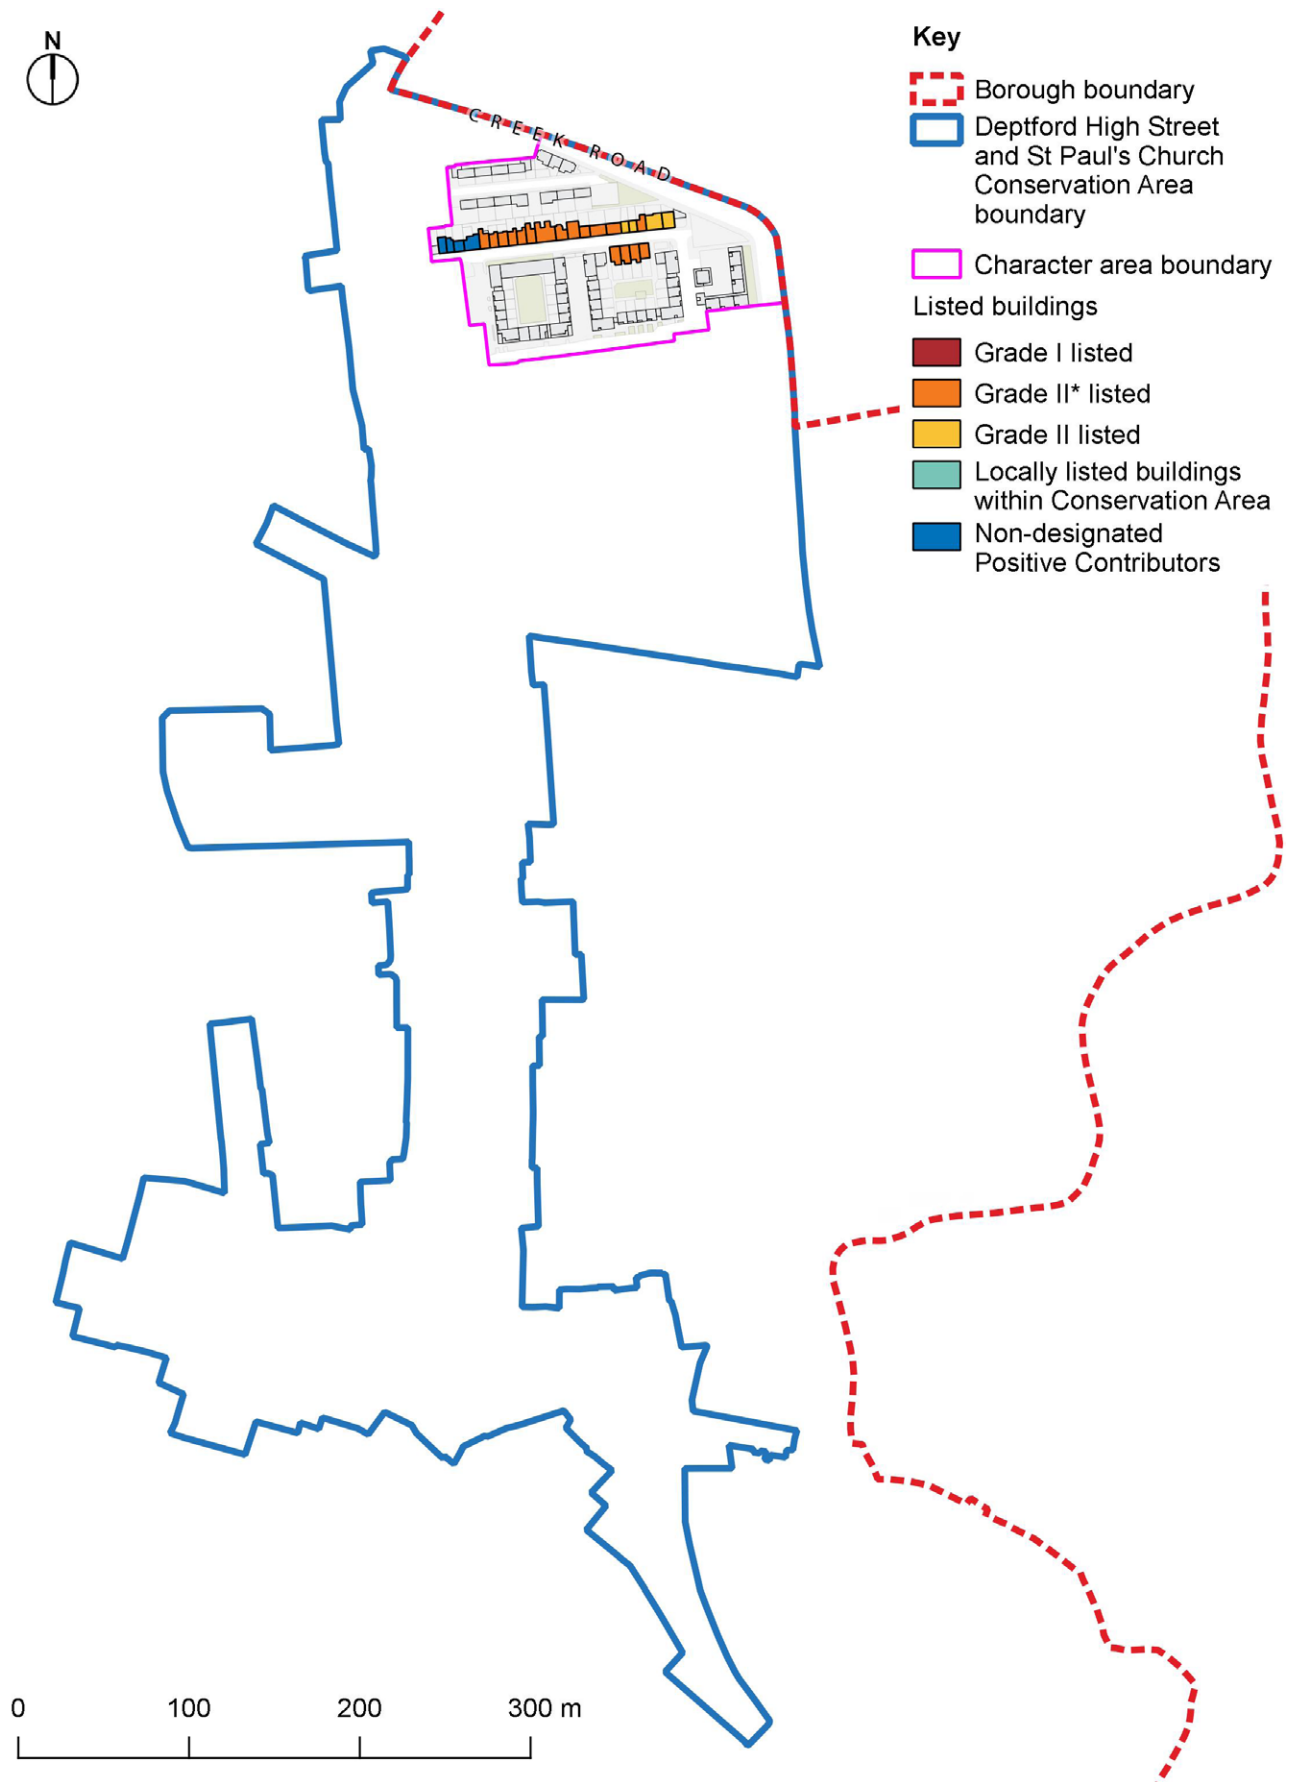 N
CREEK ROAD
Key
Borough boundary
Deptford High Street
and St Paul's Church
Conservation Area
boundary
Character area boundary
Listed buildings
Grade I listed
Grade II* listed
Grade II listed
Locally listed buildings
within Conservation Area
Non-designated
Positive Contributors
0 100 200 300 m